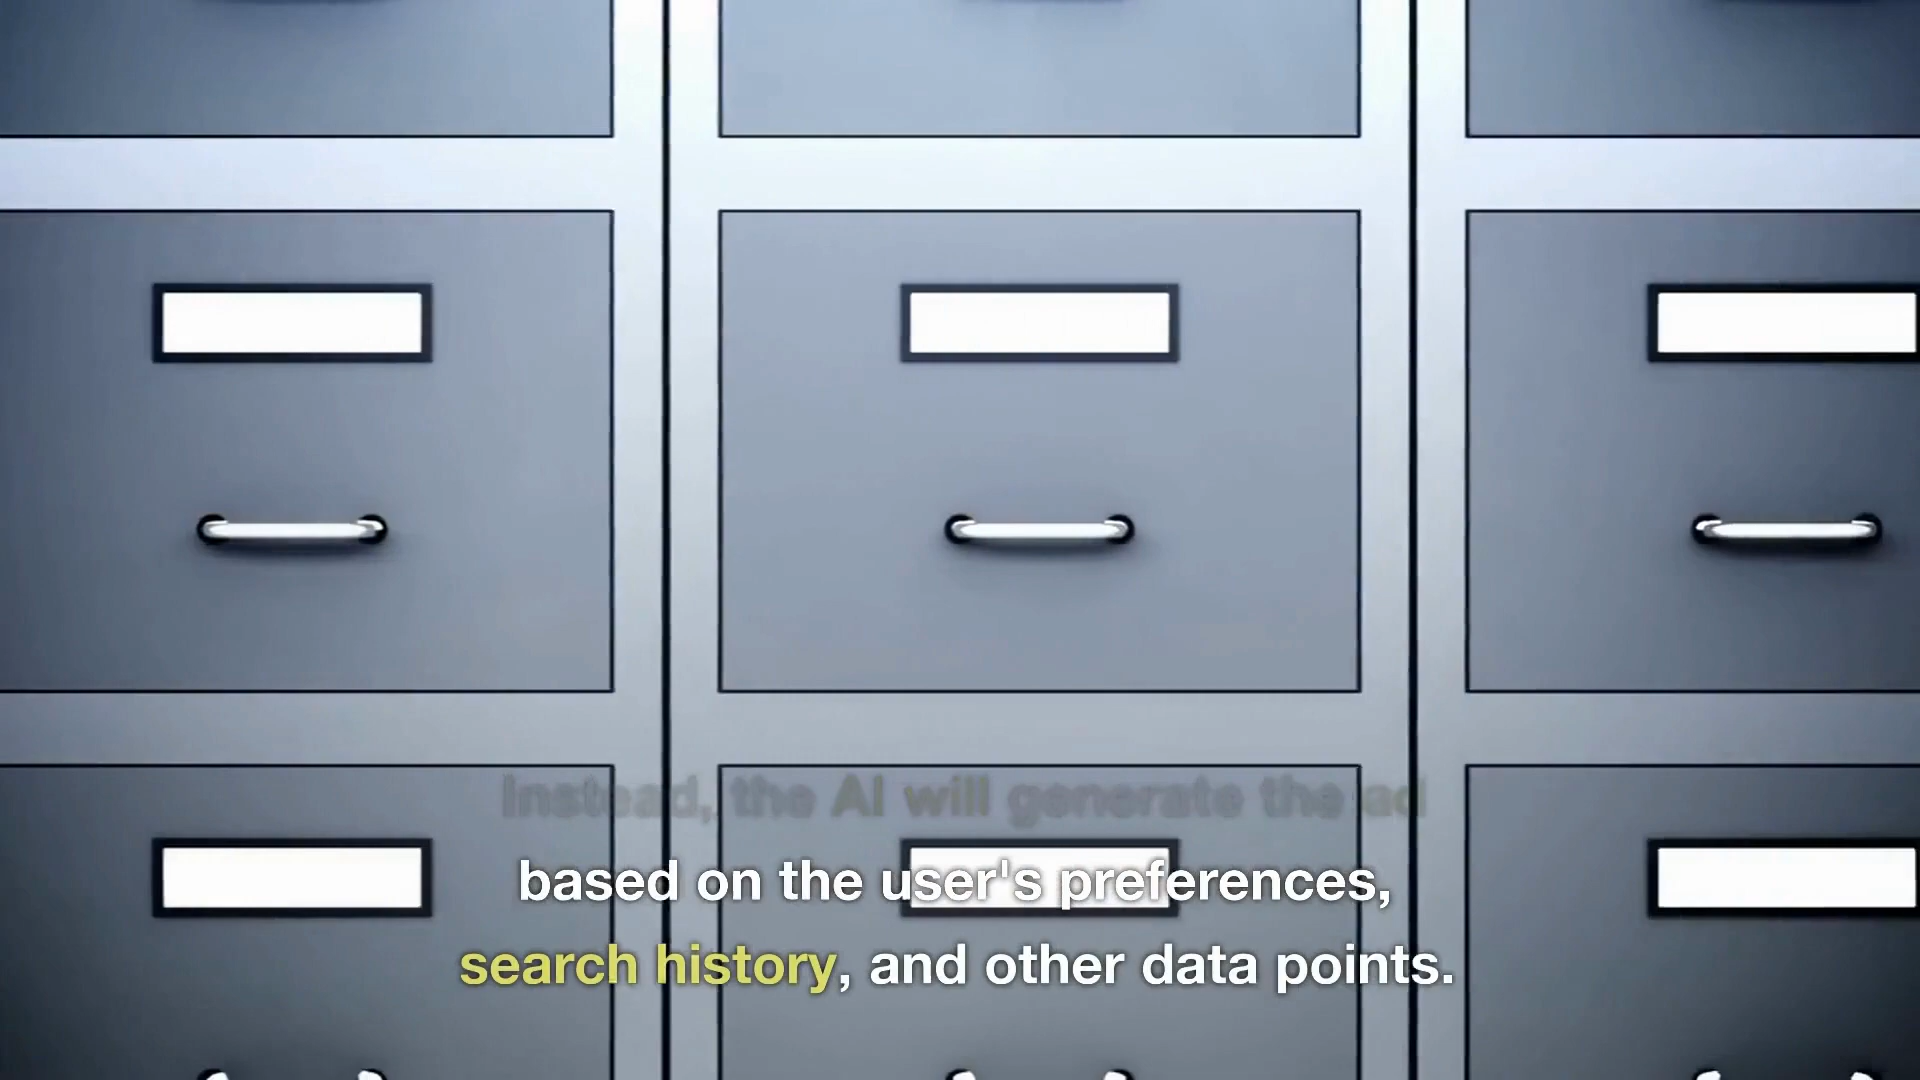 Instead, the AI will generate the ad
based on the user's preferences,
search history, and other data points.